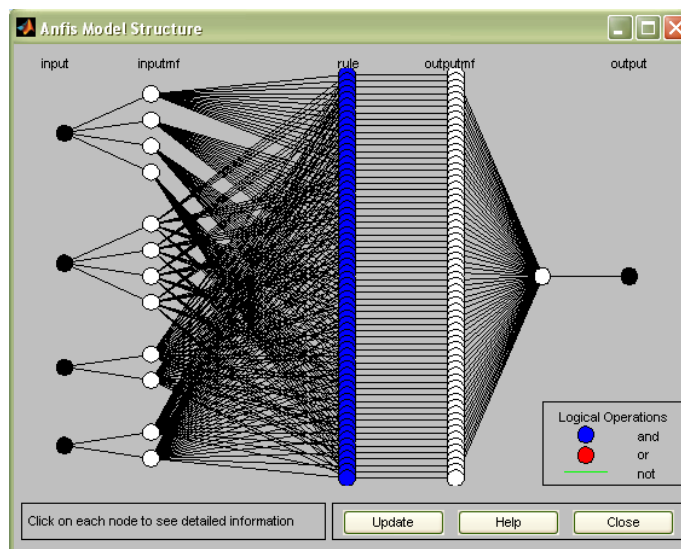 Anfis Model Structure
input inputmf rule outputmf output
Logical Operations
and
or
not
Click on each node to see detailed information
Update Help Close